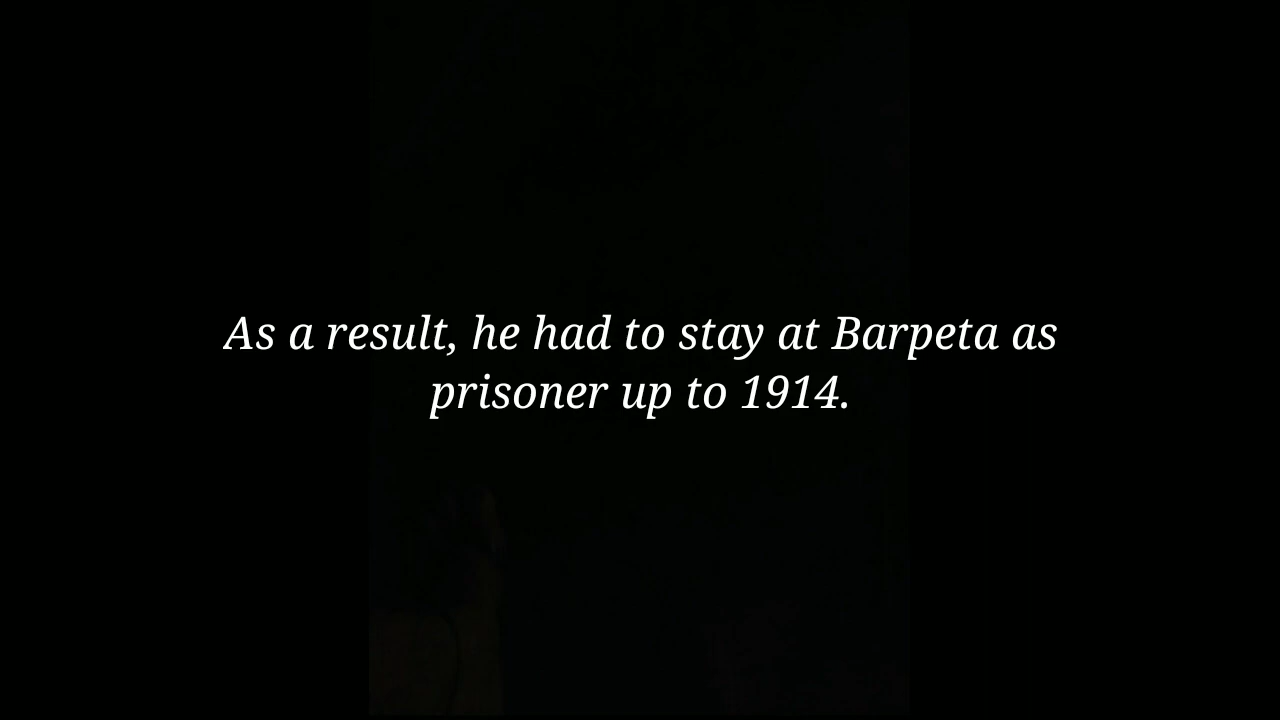 As a result, he had to stay at Barpeta as
prisoner up to 1914.